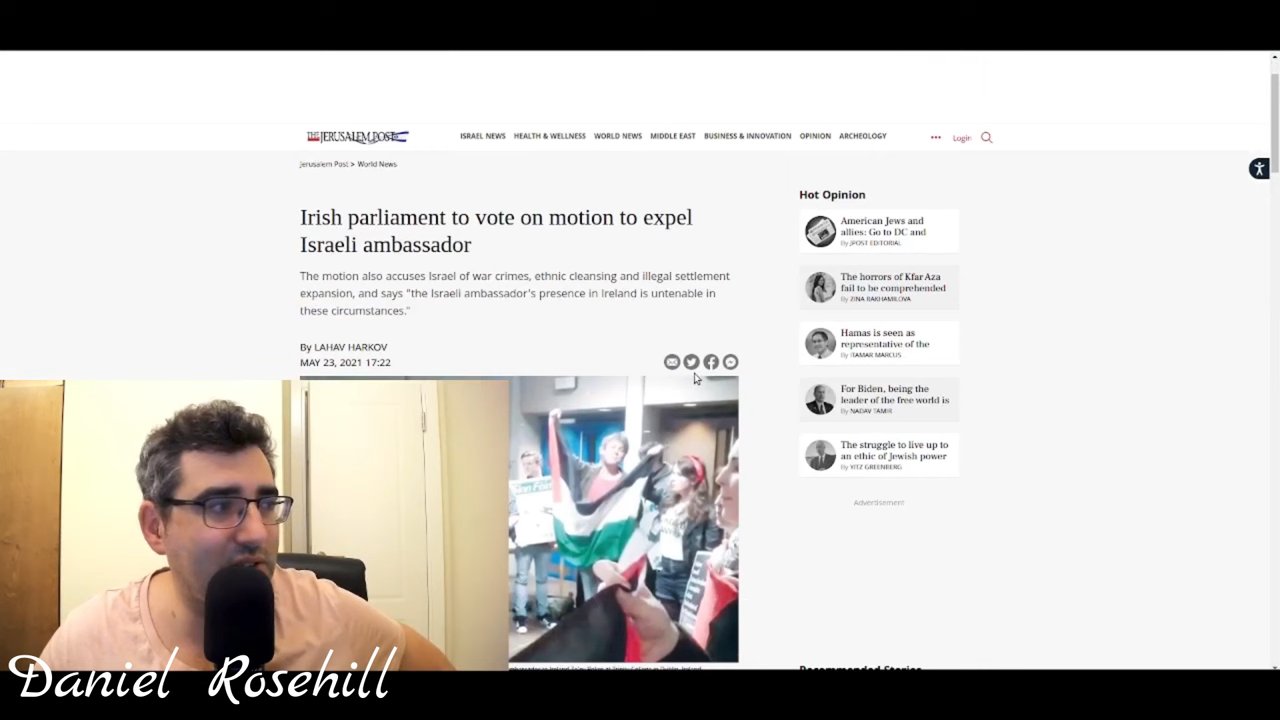 THE JERUSALEM POST
ISRAEL NEWS HEALTH & WELLNESS WORLD NEWS MIDDLE EAST BUSINESS & INNOVATION OPINION ARCHEOLOGY
••• Login
Jerusalem Post > World News
Irish parliament to vote on motion to expel
Israeli ambassador
The motion also accuses Israel of war crimes, ethnic cleansing and illegal settlement
expansion, and says "the Israeli ambassador's presence in Ireland is untenable in
these circumstances."
By LAHAV HARKOV
MAY 23, 2021 17:22
Hot Opinion
American Jews and
allies: Go to DC and
By JPOST EDITORIAL
The horrors of Kfar Aza
fail to be comprehended
By ZINA RAKHAMILOVA
Hamas is seen as
representative of the
By ITAMAR MARCUS
For Biden, being the
leader of the free world is
By NADAV TAMIR
The struggle to live up to
an ethic of Jewish power
By YITZ GREENBERG
Advertisement
Recommended Stories
Daniel Rosehill